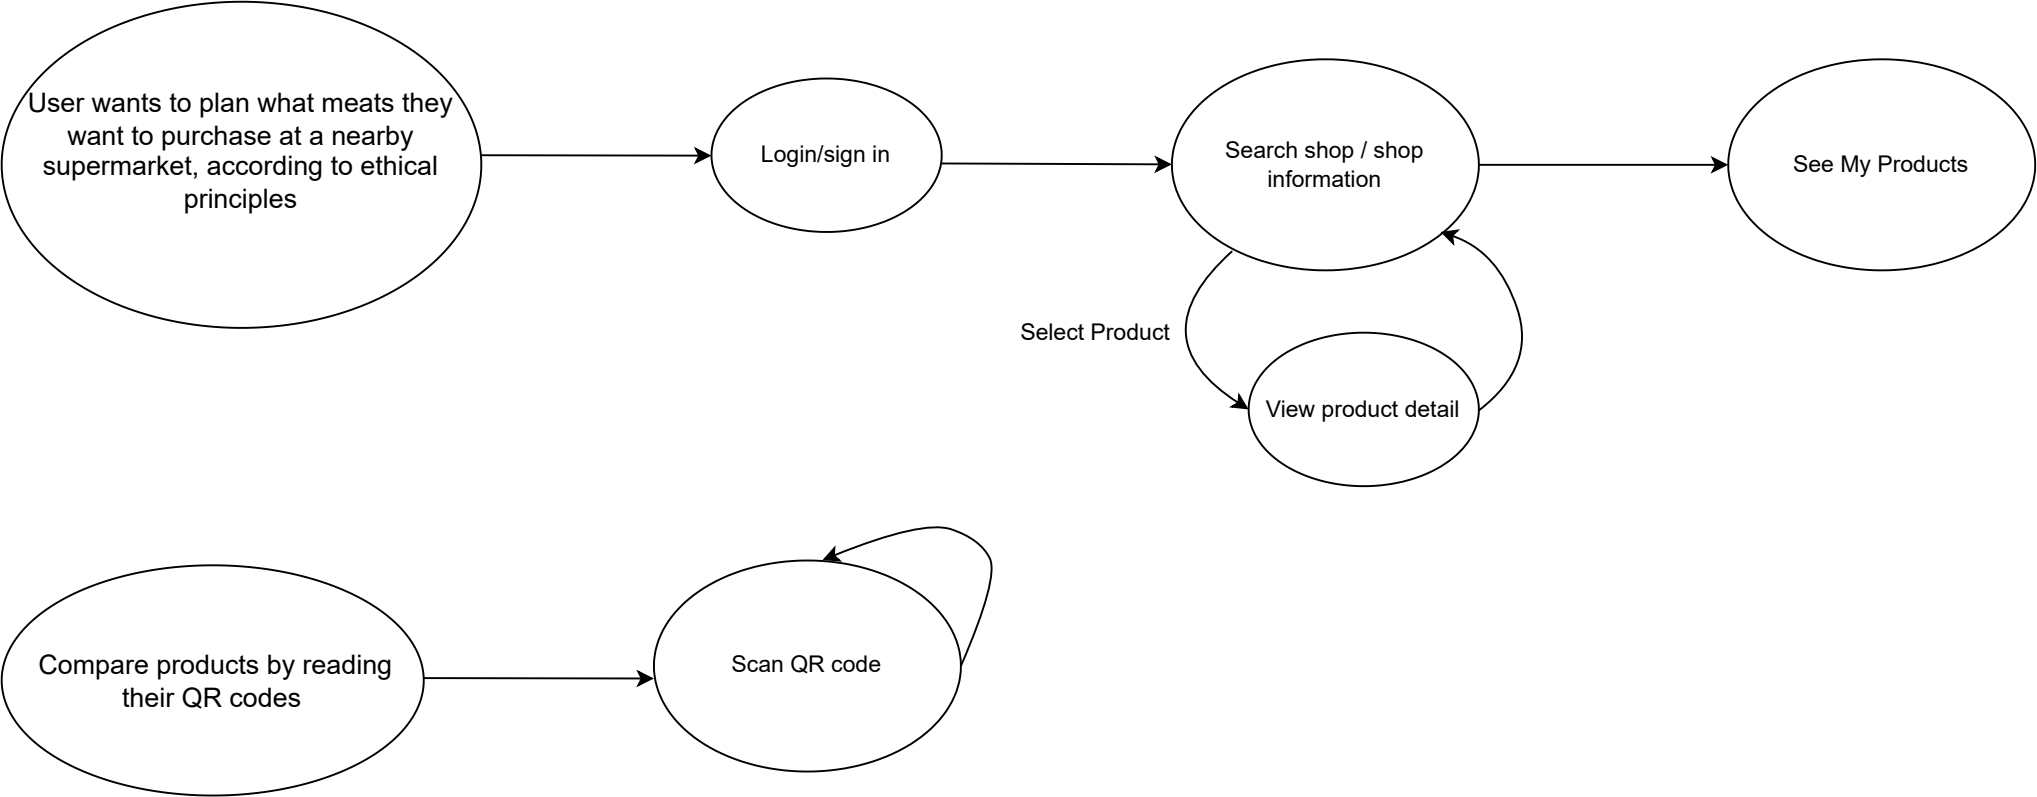 User wants to plan what meats they
want to purchase at a nearby
supermarket, according to ethical
principles
Login/sign in
Search shop / shop
information
See My Products
Select Product
View product detail
Compare products by reading
their QR codes
Scan QR code